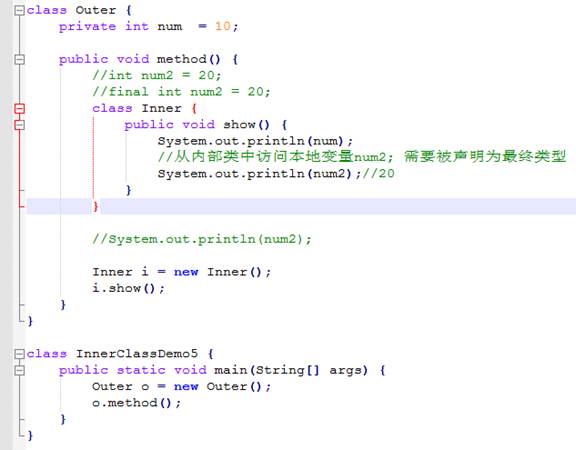 class Outer {
    private int num  = 10;
    public void method() {
        //int num2 = 20;
        //final int num2 = 20;
        class Inner {
            public void show() {
                System.out.println(num);
                //从内部类中访问本地变量num2; 需要被声明为最终类型
                System.out.println(num2);//20
            }
        }
        //System.out.println(num2);
        Inner i = new Inner();
        i.show();
    }
}
class InnerClassDemo5 {
    public static void main(String[] args) {
        Outer o = new Outer();
        o.method();
    }
}